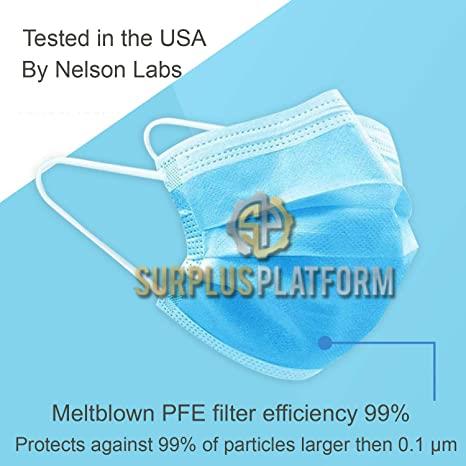 Tested in the USA
By Nelson Labs
SURPLUSPLATFORM
Meltblown PFE filter efficiency 99%
Protects against 99% of particles larger then 0.1 μm